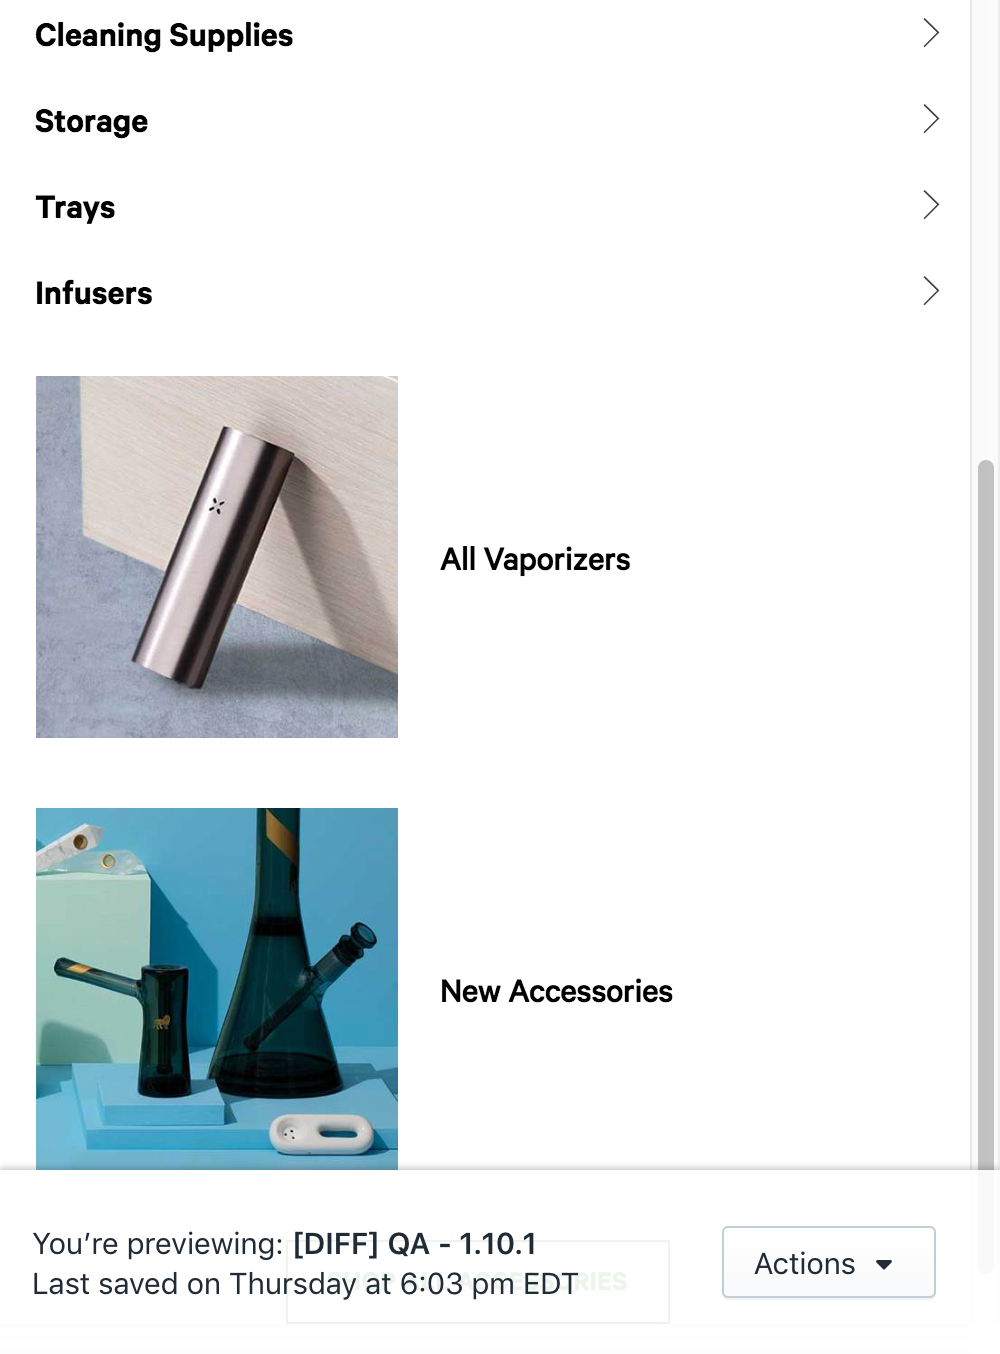 Cleaning Supplies
Storage
Trays
Infusers
All Vaporizers
New Accessories
You’re previewing: [DIFF] QA - 1.10.1
Last saved on Thursday at 6:03 pm EDT
Actions